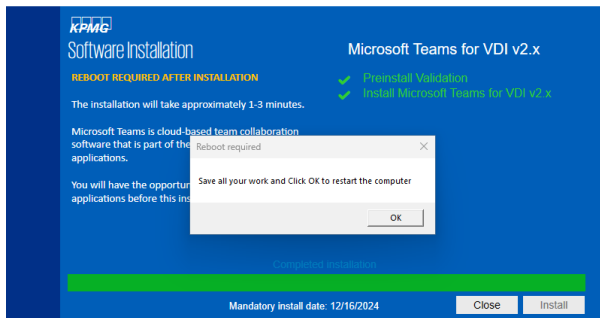 KPMG
Software Installation
Microsoft Teams for VDI v2.x
REBOOT REQUIRED AFTER INSTALLATION
Preinstall Validation
Install Microsoft Teams for VDI v2.x
The installation will take approximately 1-3 minutes.
Microsoft Teams is cloud-based team collaboration
software that is part of the
applications.
You will have the opportun
applications before this ins
Reboot required
Save all your work and Click OK to restart the computer
OK
Completed installation
Mandatory install date: 12/16/2024
Close
Install